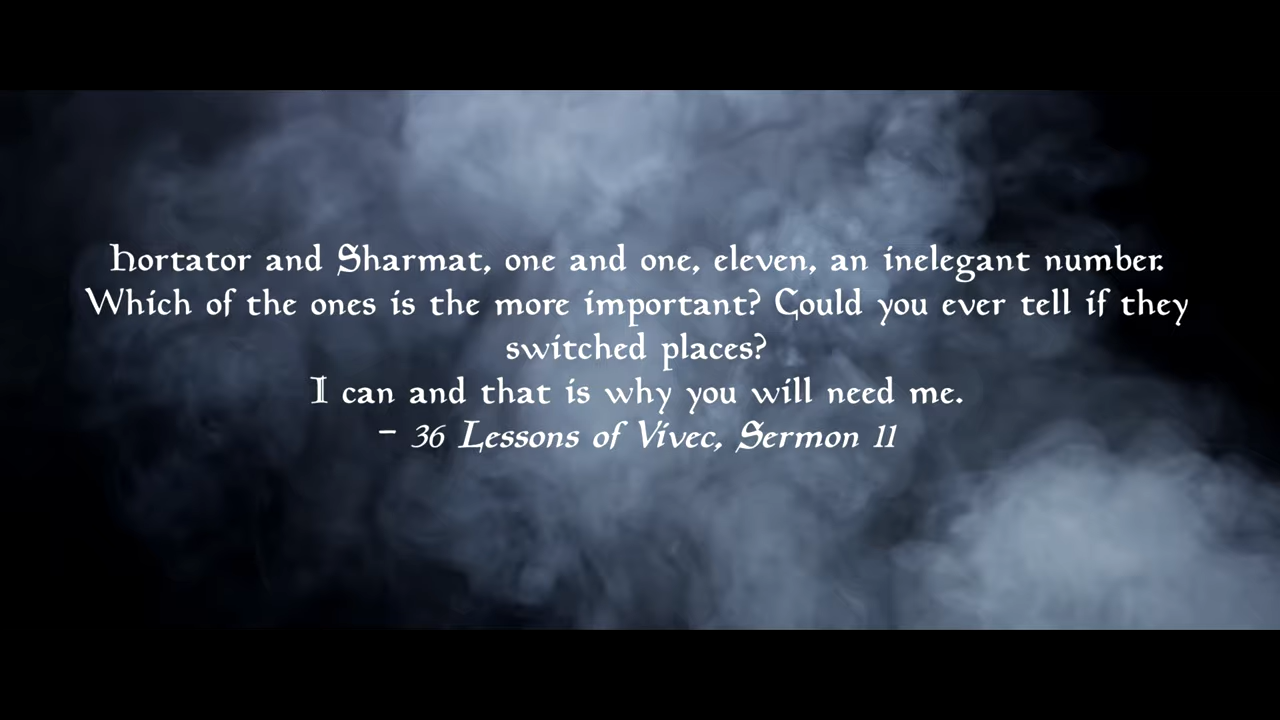 Hortator and Sharmat, one and one, eleven, an inelegant number.
Which of the ones is the more important? Could you ever tell if they
switched places?
I can and that is why you will need me.
– 36 Lessons of Vivec, Sermon 11